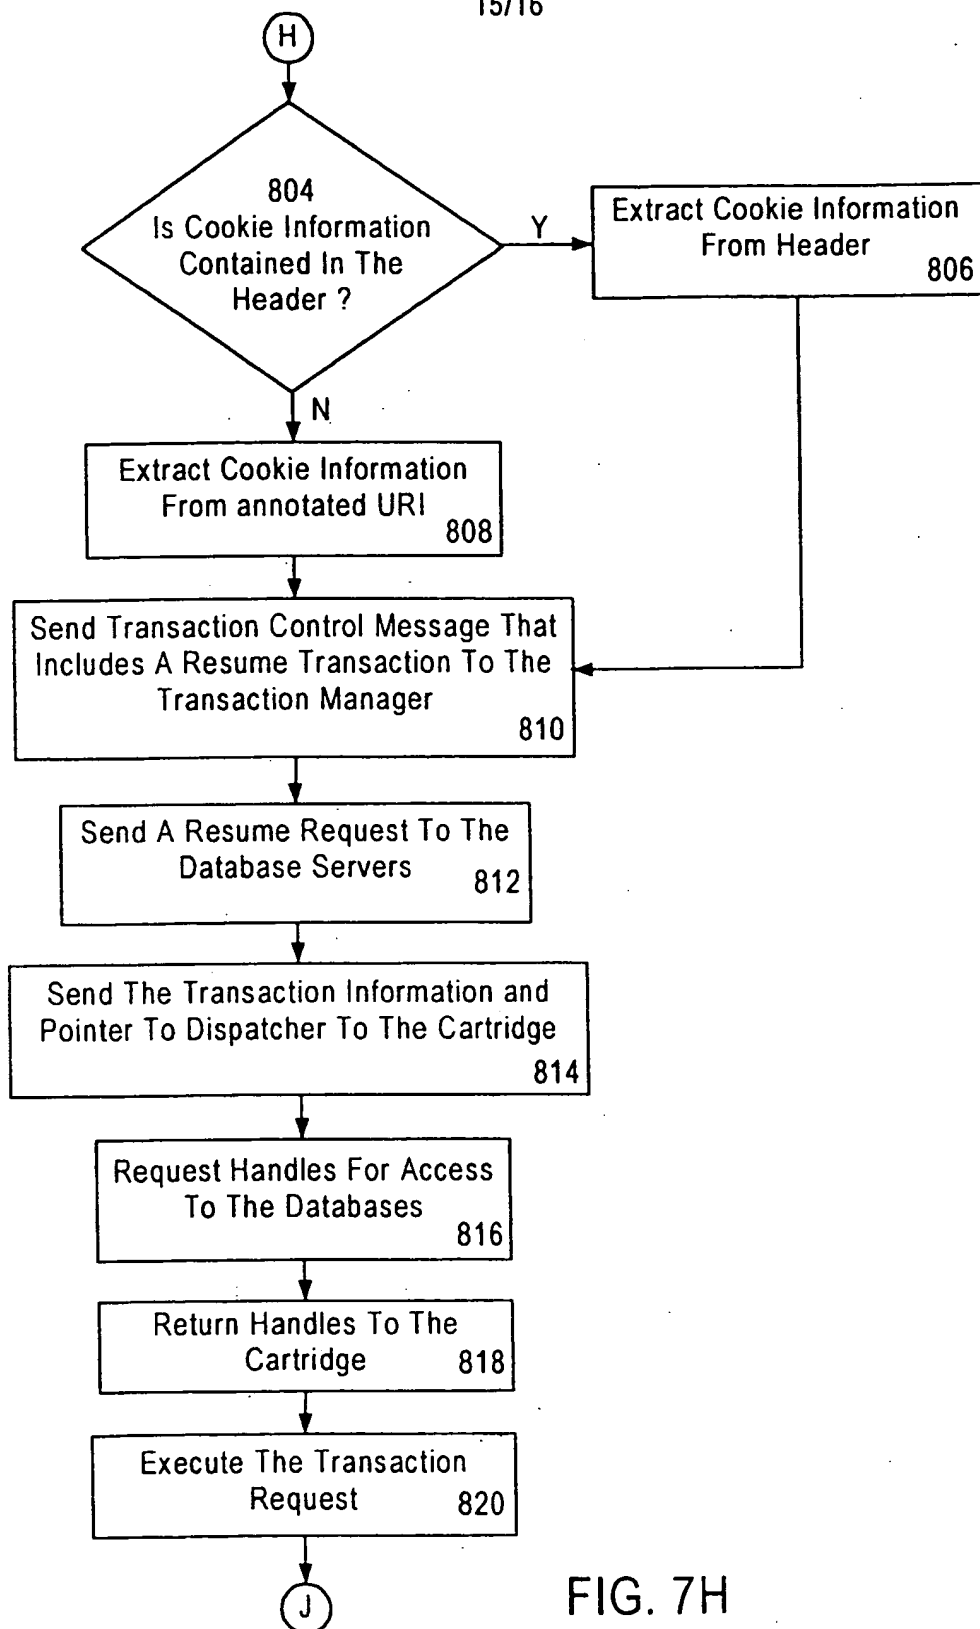 15/16
H
804
Is Cookie Information
Contained In The
Header ?
Y
Extract Cookie Information
From Header
806
N
Extract Cookie Information
From annotated URI
808
Send Transaction Control Message That
Includes A Resume Transaction To The
Transaction Manager
810
Send A Resume Request To The
Database Servers
812
Send The Transaction Information and
Pointer To Dispatcher To The Cartridge
814
Request Handles For Access
To The Databases
816
Return Handles To The
Cartridge
818
Execute The Transaction
Request
820
J
FIG. 7H